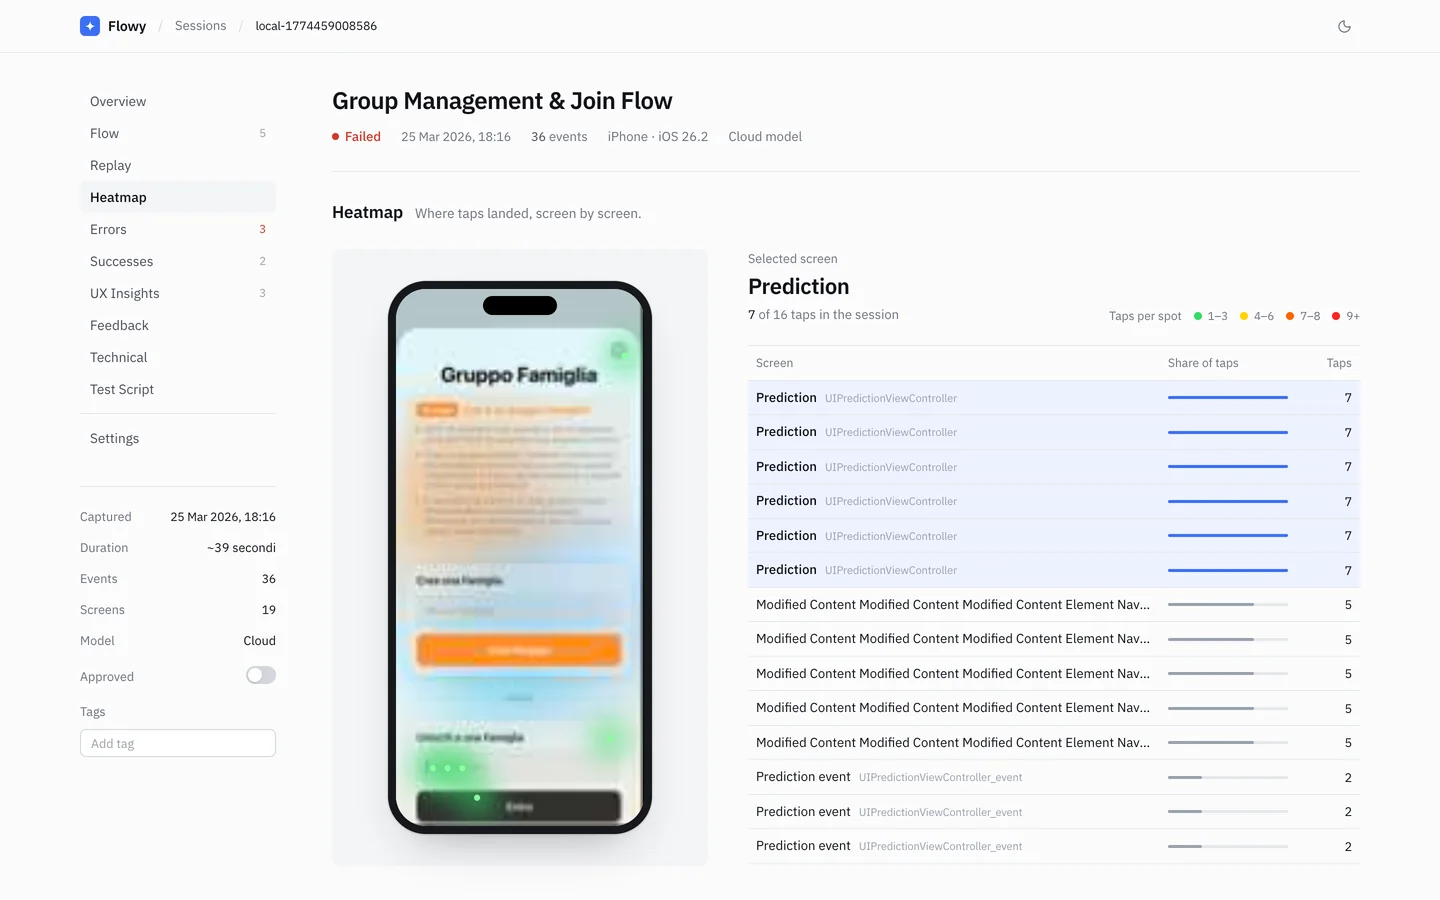 Flowy / Sessions / local-1774459008586
Overview
Flow 5
Replay
Heatmap
Errors 3
Successes 2
UX Insights 3
Feedback
Technical
Test Script
Settings
Captured 25 Mar 2026, 18:16
Duration ~39 secondi
Events 36
Screens 19
Model Cloud
Approved
Tags
Add tag
Group Management & Join Flow
Failed 25 Mar 2026, 18:16 36 events iPhone · iOS 26.2 Cloud model
Heatmap Where taps landed, screen by screen.
Gruppo Famiglia
Crea una Famiglia
Unisciti a una Famiglia
Entra
Selected screen
Prediction
7 of 16 taps in the session
Taps per spot 1–3 4–6 7–8 9+
Screen Share of taps Taps
Prediction UIPredictionViewController 7
Prediction UIPredictionViewController 7
Prediction UIPredictionViewController 7
Prediction UIPredictionViewController 7
Prediction UIPredictionViewController 7
Prediction UIPredictionViewController 7
Modified Content Modified Content Modified Content Element Nav... 5
Modified Content Modified Content Modified Content Element Nav... 5
Modified Content Modified Content Modified Content Element Nav... 5
Modified Content Modified Content Modified Content Element Nav... 5
Modified Content Modified Content Modified Content Element Nav... 5
Prediction event UIPredictionViewController_event 2
Prediction event UIPredictionViewController_event 2
Prediction event UIPredictionViewController_event 2